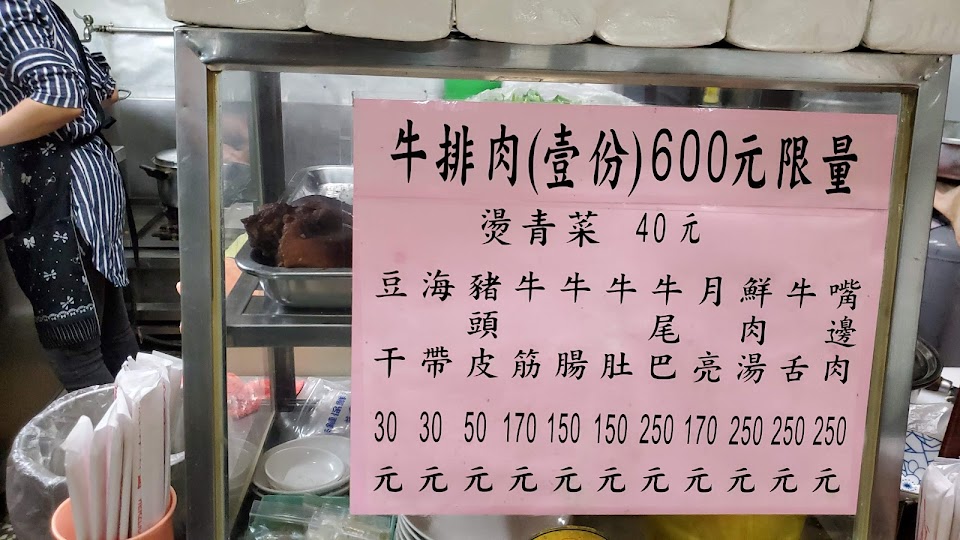 牛排肉(壹份)600元限量
燙青菜 40元
豆干 30元
海帶 30元
豬頭皮 50元
牛筋 170元
牛腸 150元
牛肚 150元
牛尾巴 250元
月亮 170元
鮮肉湯 250元
牛舌 250元
嘴邊肉 250元